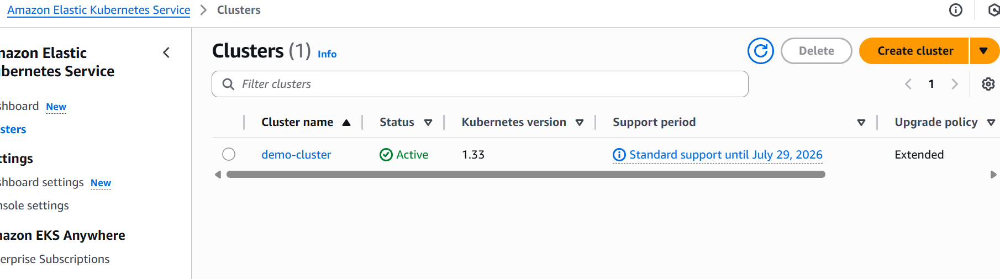 Amazon Elastic Kubernetes Service > Clusters
mazon Elastic
bernetes Service
shboard New
sters
ttings
shboard settings New
nsole settings
mazon EKS Anywhere
erprise Subscriptions
Clusters (1) Info
Delete
Create cluster
Filter clusters
1
Cluster name Status Kubernetes version Support period Upgrade policy
demo-cluster Active 1.33 Standard support until July 29, 2026 Extended